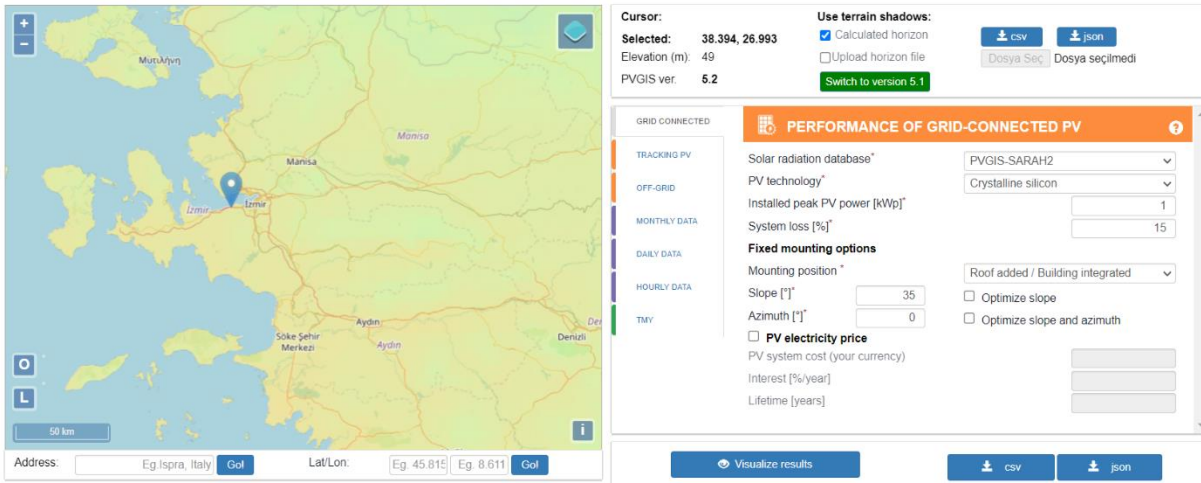 +
−
Μυτιλήνη
Manisa
Manisa
İzmir
İzmir
Aydın
Söke Şehir
Merkezi
Aydın
Denizli
O
L
50 km
i
Address:
Eg.Ispra, Italy
Go!
Lat/Lon:
Eg. 45.815
Eg. 8.611
Go!
Cursor:
Selected: 38.394, 26.993
Elevation (m): 49
PVGIS ver. 5.2
Use terrain shadows:
Calculated horizon
Upload horizon file
Switch to version 5.1
csv
json
Dosya Seç Dosya seçilmedi
GRID CONNECTED
TRACKING PV
OFF-GRID
MONTHLY DATA
DAILY DATA
HOURLY DATA
TMY
PERFORMANCE OF GRID-CONNECTED PV
?
Solar radiation database* PVGIS-SARAH2
PV technology* Crystalline silicon
Installed peak PV power [kWp]* 1
System loss [%]* 15
Fixed mounting options
Mounting position * Roof added / Building integrated
Slope [°]* 35 Optimize slope
Azimuth [°]* 0 Optimize slope and azimuth
PV electricity price
PV system cost (your currency)
Interest [%/year]
Lifetime [years]
Visualize results
csv
json